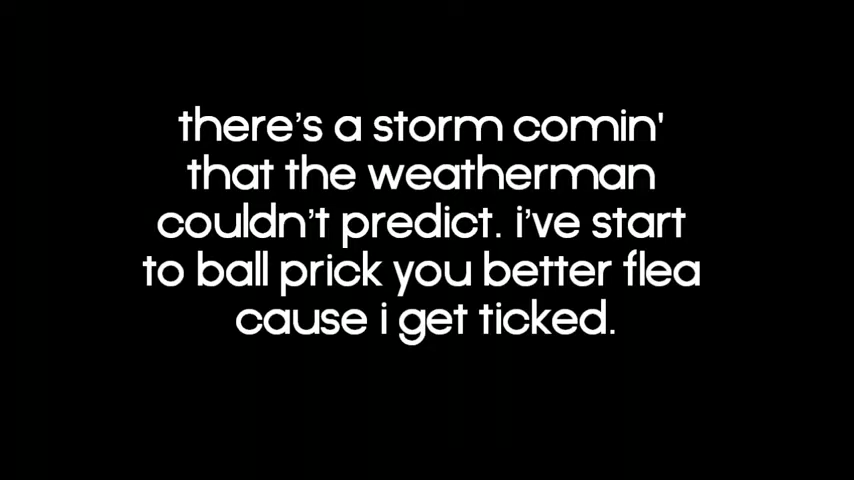 there's a storm comin'
that the weatherman
couldn't predict. i've start
to ball prick you better flea
cause i get ticked.